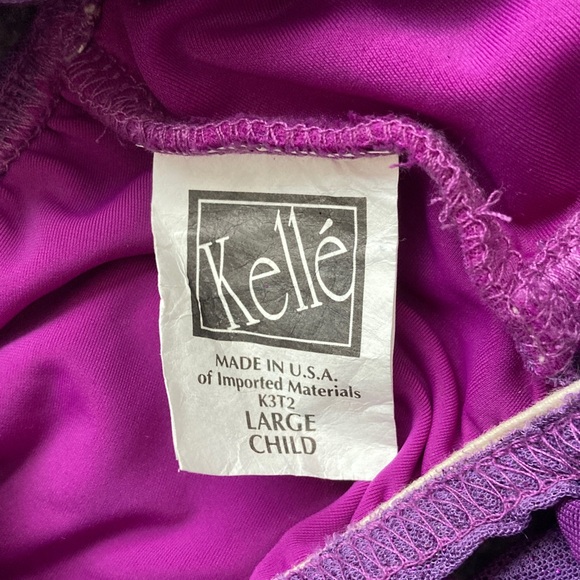 Kellé
MADE IN U.S.A.
of Imported Materials
K3T2
LARGE
CHILD